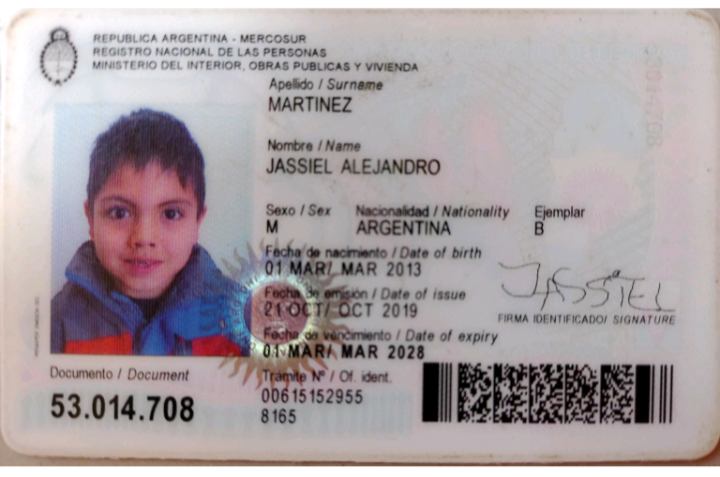 REPUBLICA ARGENTINA - MERCOSUR
REGISTRO NACIONAL DE LAS PERSONAS
MINISTERIO DEL INTERIOR, OBRAS PUBLICAS Y VIVIENDA
Apellido / Surname
MARTINEZ
Nombre / Name
JASSIEL ALEJANDRO
Sexo / Sex Nacionalidad / Nationality Ejemplar
M ARGENTINA B
Fecha de nacimiento / Date of birth
01 MAR/ MAR 2013
Fecha de emisión / Date of issue
21 OCT/ OCT 2019
JASSIEL
FIRMA IDENTIFICADO/ SIGNATURE
Fecha de vencimiento / Date of expiry
01 MAR/ MAR 2028
Documento / Document
53.014.708
Tramite Nº / Of. ident.
00615152955
8165